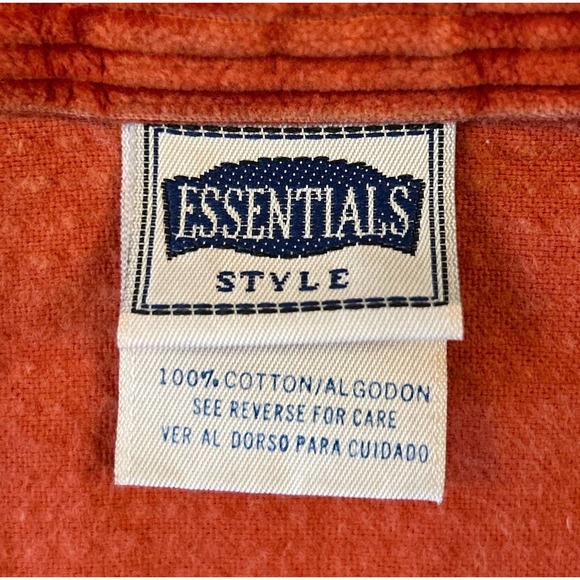 ESSENTIALS
STYLE
100% COTTON/ALGODON
SEE REVERSE FOR CARE
VER AL DORSO PARA CUIDADO